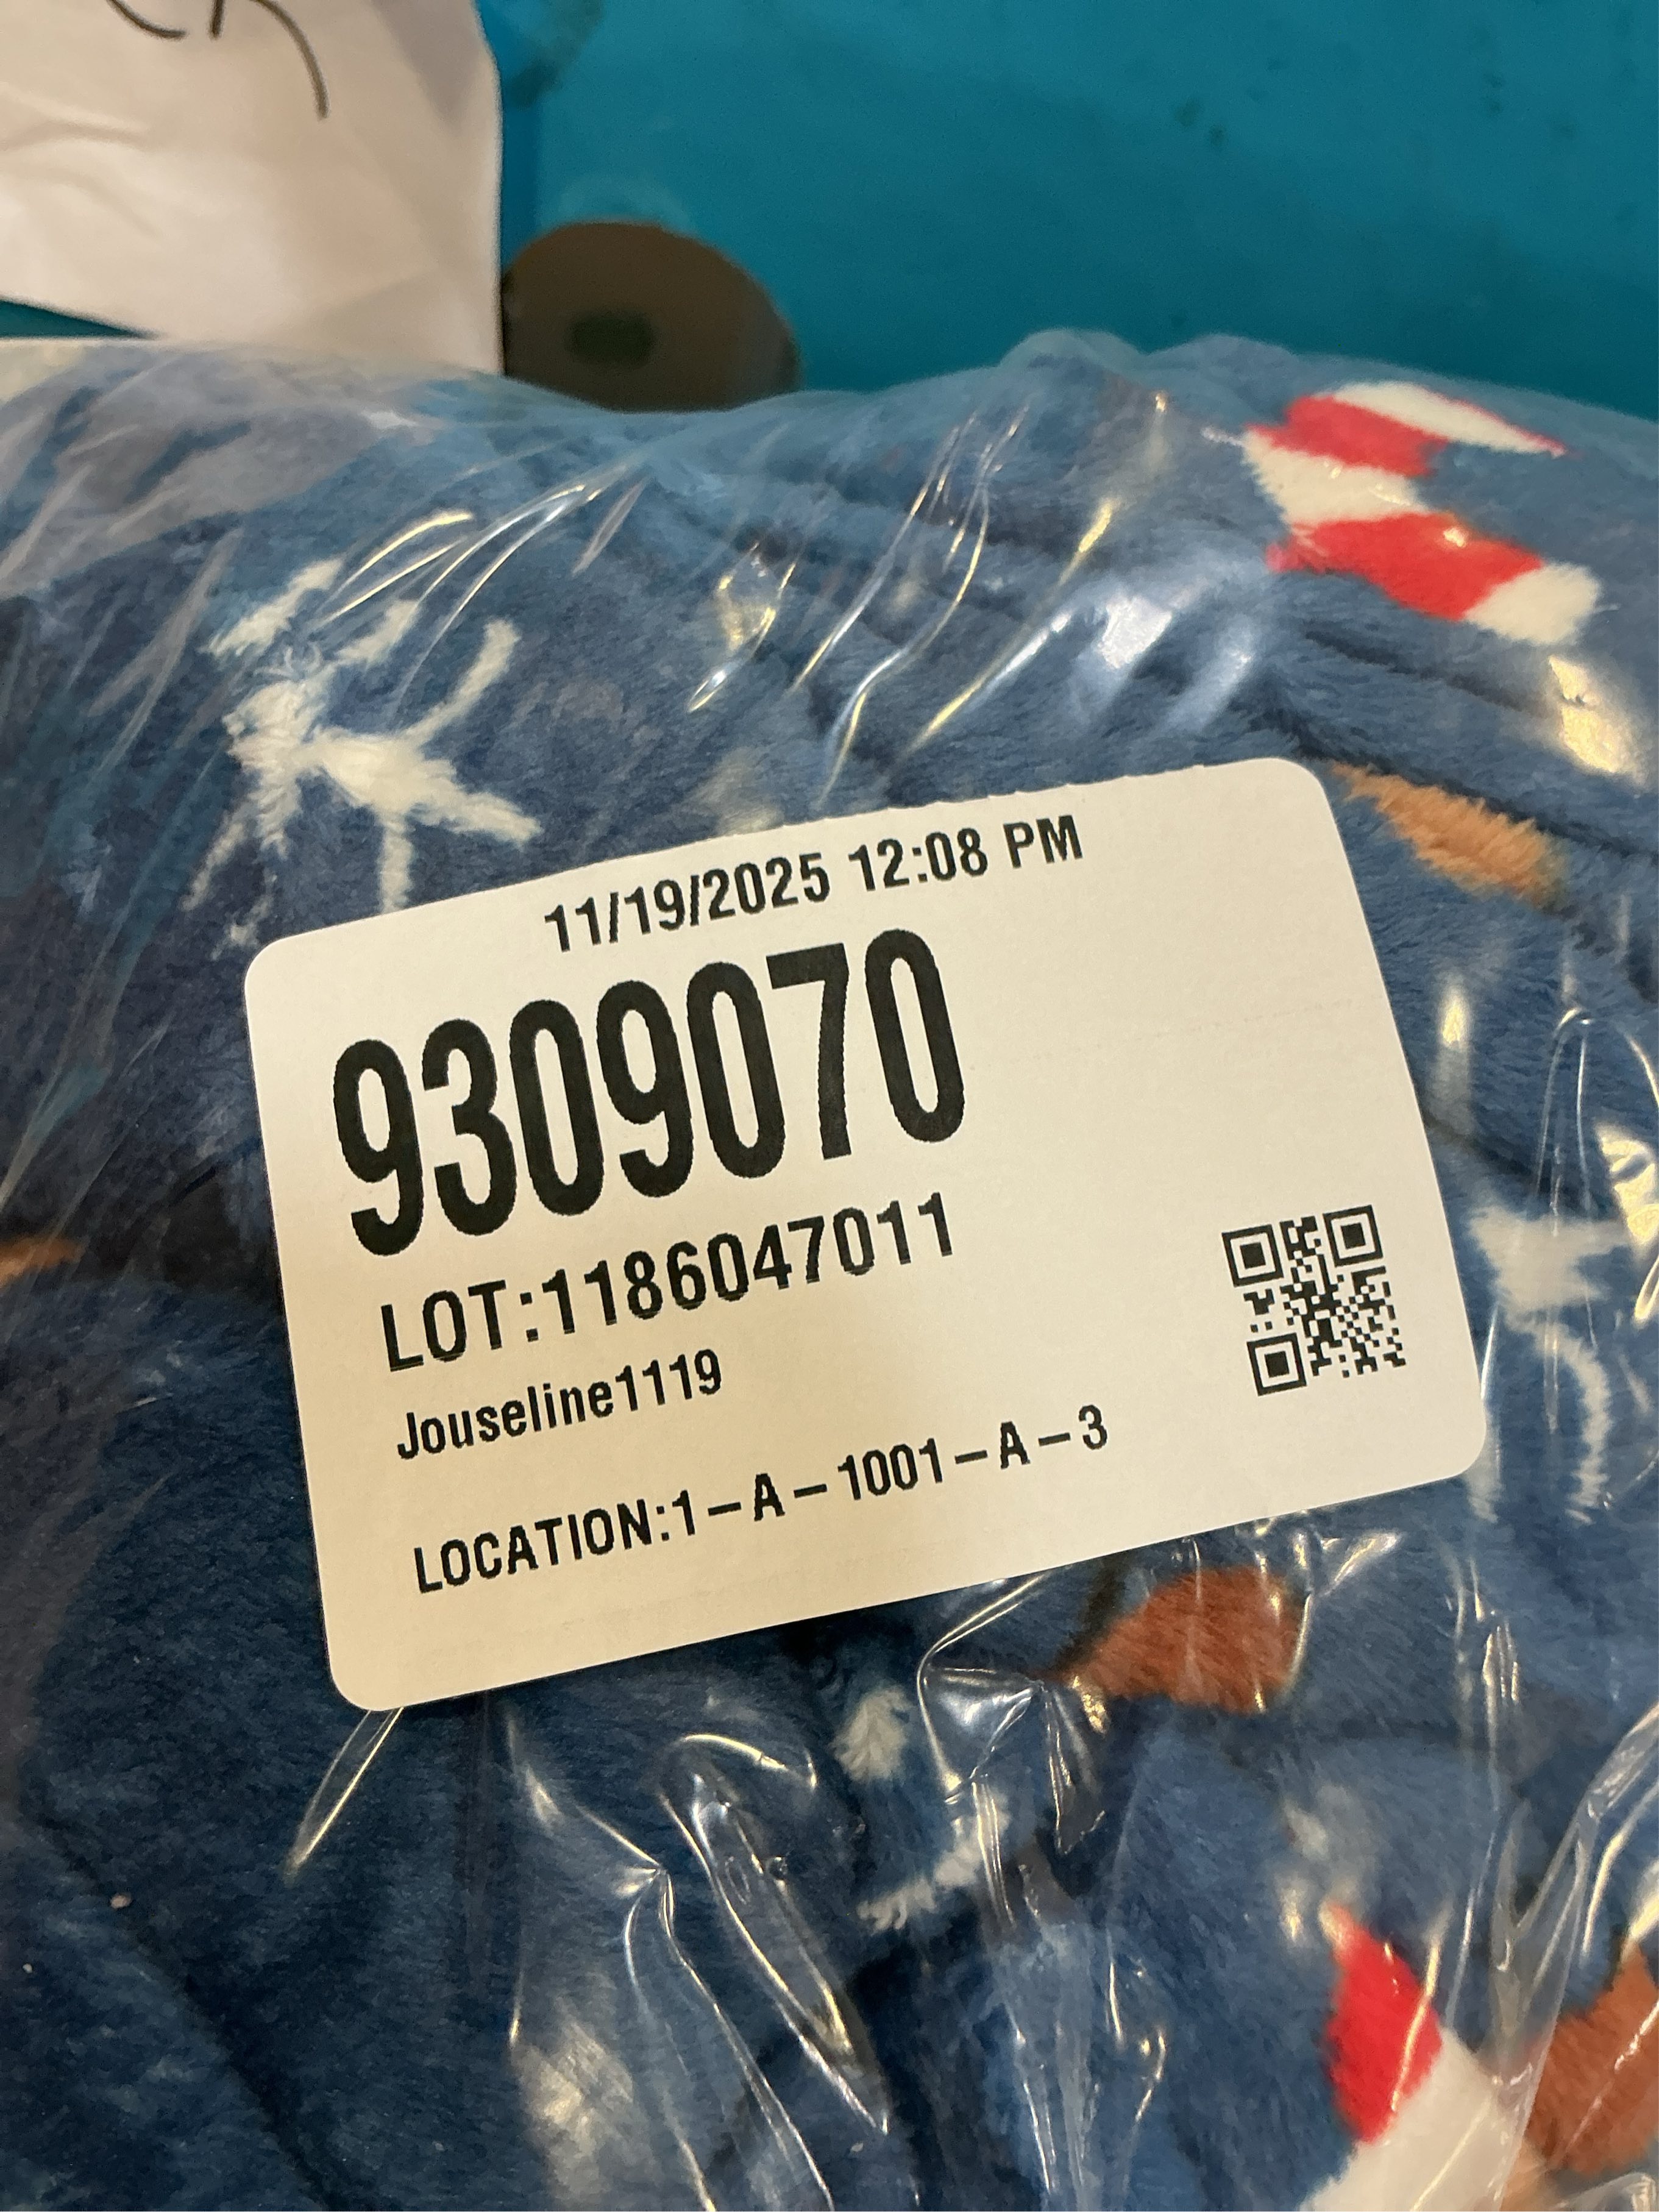 11/19/2025 12:08 PM
9309070
LOT:1186047011
Jouseline1119
LOCATION:1-A-1001-A-3